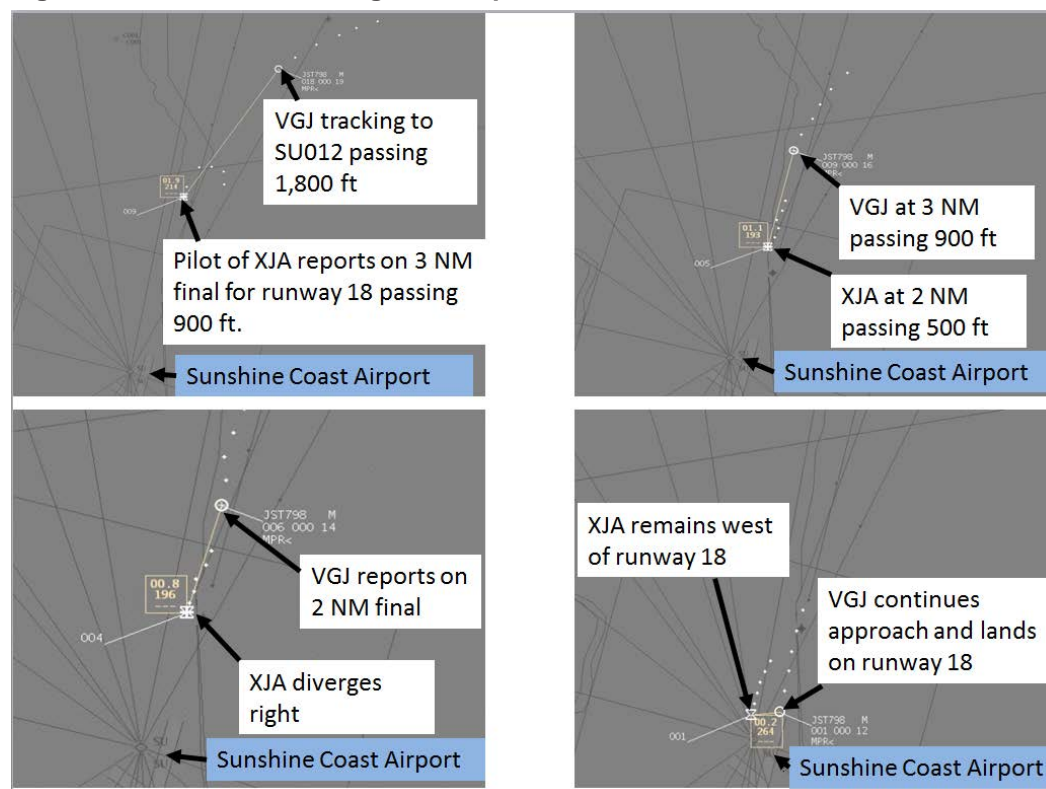 JST798 M
018 000 19
MPR<
VGJ tracking to
SU012 passing
1,800 ft
01.9
214
009
Pilot of XJA reports on 3 NM
final for runway 18 passing
900 ft.
Sunshine Coast Airport
JST798 M
009 000 16
MPR<
VGJ at 3 NM
passing 900 ft
01.1
193
005
XJA at 2 NM
passing 500 ft
Sunshine Coast Airport
JST798 M
006 000 14
MPR<
VGJ reports on
2 NM final
00.8
196
004
XJA diverges
right
SU
SU
Sunshine Coast Airport
XJA remains west
of runway 18
VGJ continues
approach and lands
on runway 18
JST798 M
001 000 12
MPR<
00.2
264
001
Sunshine Coast Airport